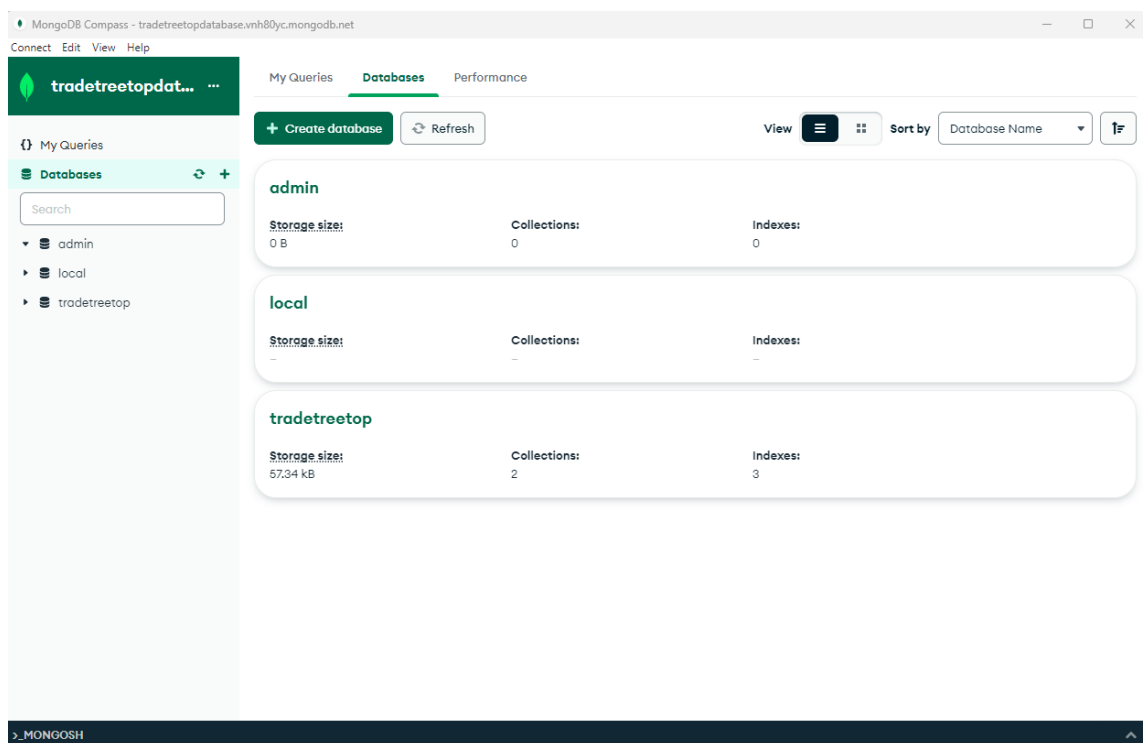 MongoDB Compass - tradetreetopdatabase.vnh80yc.mongodb.net
Connect Edit View Help
tradetreetopdat... ...
My Queries Databases Performance
+ Create database Refresh View Sort by Database Name
{} My Queries
Databases +
Search
admin
local
tradetreetop
admin
Storage size: Collections: Indexes:
0 B 0 0
local
Storage size: Collections: Indexes:
– – –
tradetreetop
Storage size: Collections: Indexes:
57.34 kB 2 3
>_MONGOSH